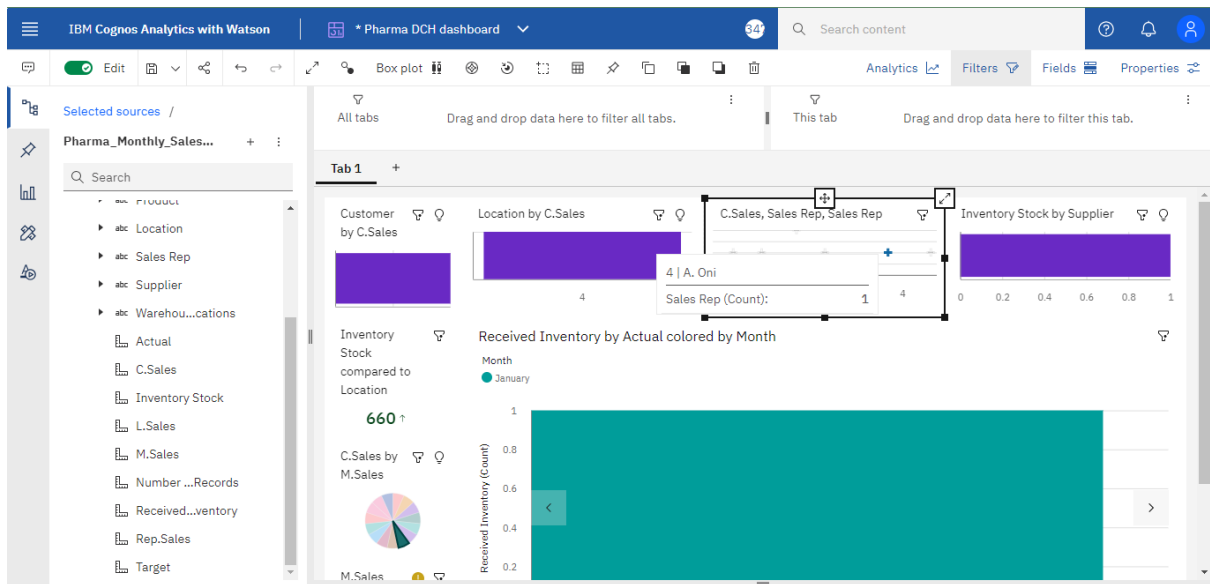 IBM Cognos Analytics with Watson
* Pharma DCH dashboard
347
Search content
Edit
Box plot
Analytics
Filters
Fields
Properties
Selected sources /
Pharma_Monthly_Sales...
Search
Product
abc Location
abc Sales Rep
abc Supplier
abc Warehou...cations
Actual
C.Sales
Inventory Stock
L.Sales
M.Sales
Number ...Records
Received...ventory
Rep.Sales
Target
All tabs
Drag and drop data here to filter all tabs.
This tab
Drag and drop data here to filter this tab.
Tab 1
Customer
by C.Sales
Location by C.Sales
4
C.Sales, Sales Rep, Sales Rep
4
4 | A. Oni
Sales Rep (Count): 1
Inventory Stock by Supplier
0 0.2 0.4 0.6 0.8 1
Inventory
Stock
compared to
Location
660
C.Sales by
M.Sales
M.Sales
Received Inventory by Actual colored by Month
Month
January
Received Inventory (Count)
1
0.8
0.6
0.4
0.2